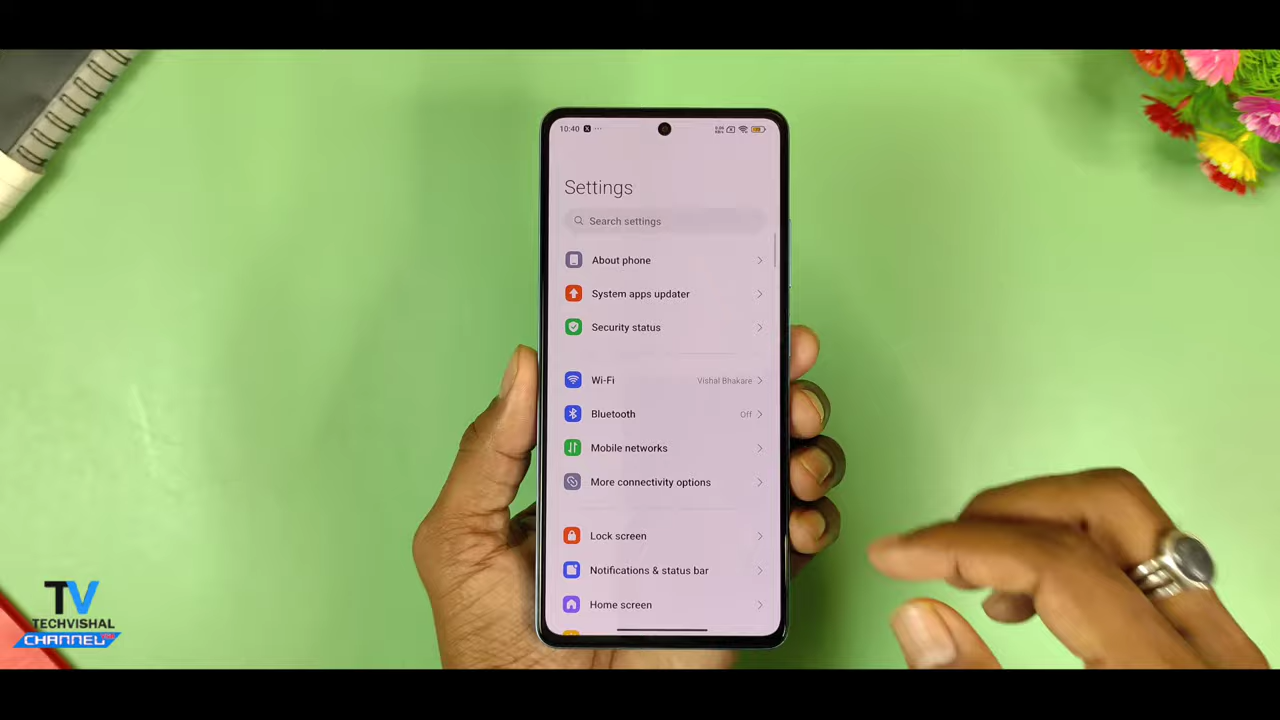 10:40
Settings
Search settings
About phone
System apps updater
Security status
Wi-Fi
Vishal Bhakare
Bluetooth
Off
Mobile networks
More connectivity options
Lock screen
Notifications & status bar
Home screen
TV
TECHVISHAL
CHANNEL